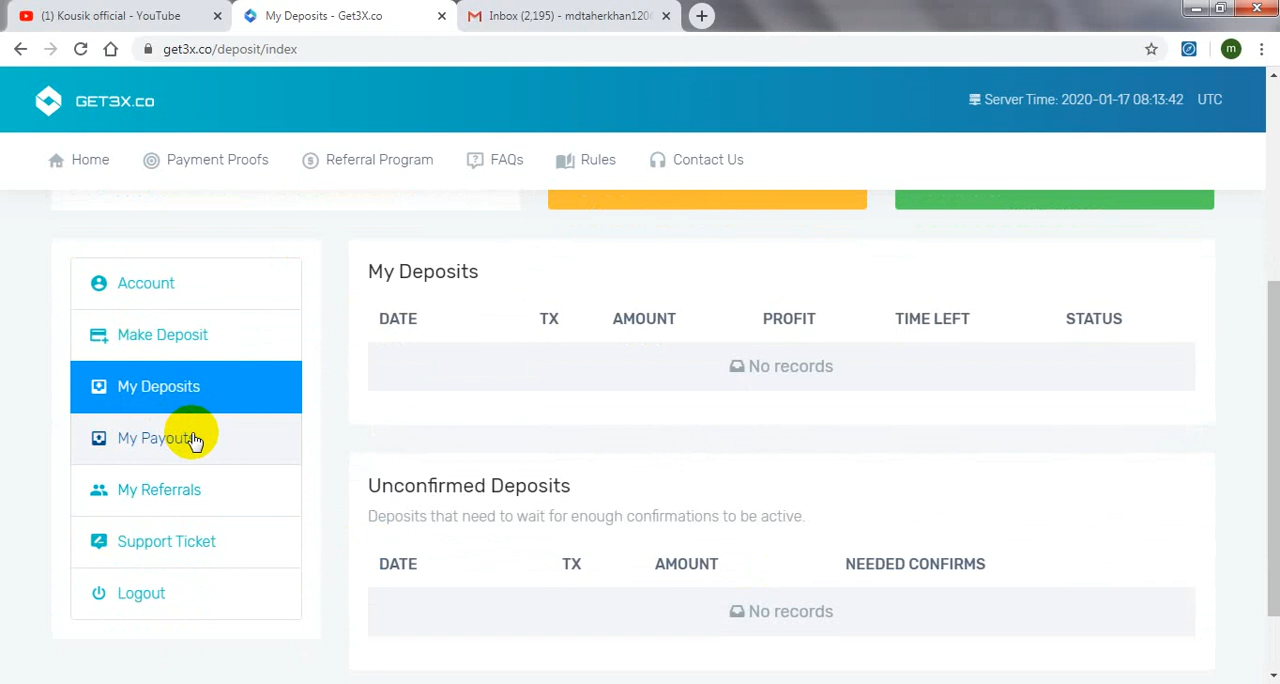 (1) Kousik official - YouTube
My Deposits - Get3X.co
Inbox (2,195) - mdtaherkhan120
get3x.co/deposit/index
m
GET3X.co
Server Time: 2020-01-17 08:13:42 UTC
Home
Payment Proofs
Referral Program
FAQs
Rules
Contact Us
Account
Make Deposit
My Deposits
My Payouts
My Referrals
Support Ticket
Logout
My Deposits
DATE TX AMOUNT PROFIT TIME LEFT STATUS
No records
Unconfirmed Deposits
Deposits that need to wait for enough confirmations to be active.
DATE TX AMOUNT NEEDED CONFIRMS
No records